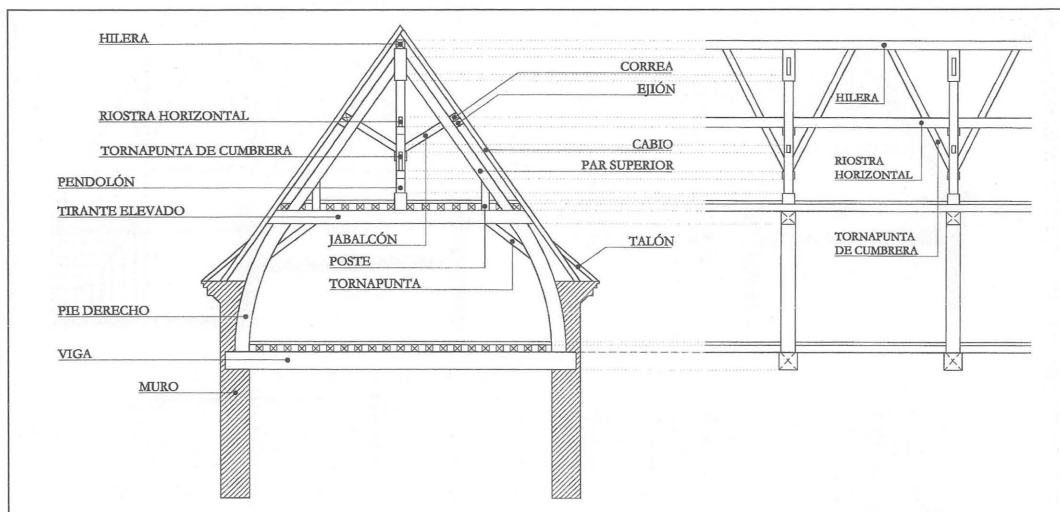 HILERA
RIOSTRA HORIZONTAL
TORNAPUNTA DE CUMBRERA
PENDOLÓN
TIRANTE ELEVADO
PIE DERECHO
VIGA
MURO
JABALCÓN
POSTE
TORNAPUNTA
CORREA
EJIÓN
CABIO
PAR SUPERIOR
TALÓN
HILERA
RIOSTRA
HORIZONTAL
TORNAPUNTA
DE CUMBRERA